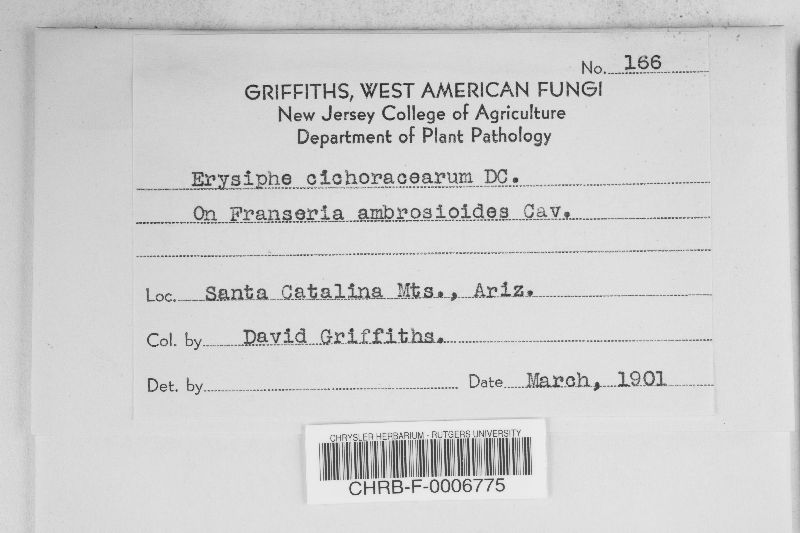 No. 166
GRIFFITHS, WEST AMERICAN FUNGI
New Jersey College of Agriculture
Department of Plant Pathology
Erysiphe cichoracearum DC.
On Franseria ambrosioides Cav.
Loc. Santa Catalina Mts., Ariz.
Col. by David Griffiths.
Det. by Date March, 1901
CHRYSLER HERBARIUM - RUTGERS UNIVERSITY
CHRB-F-0006775